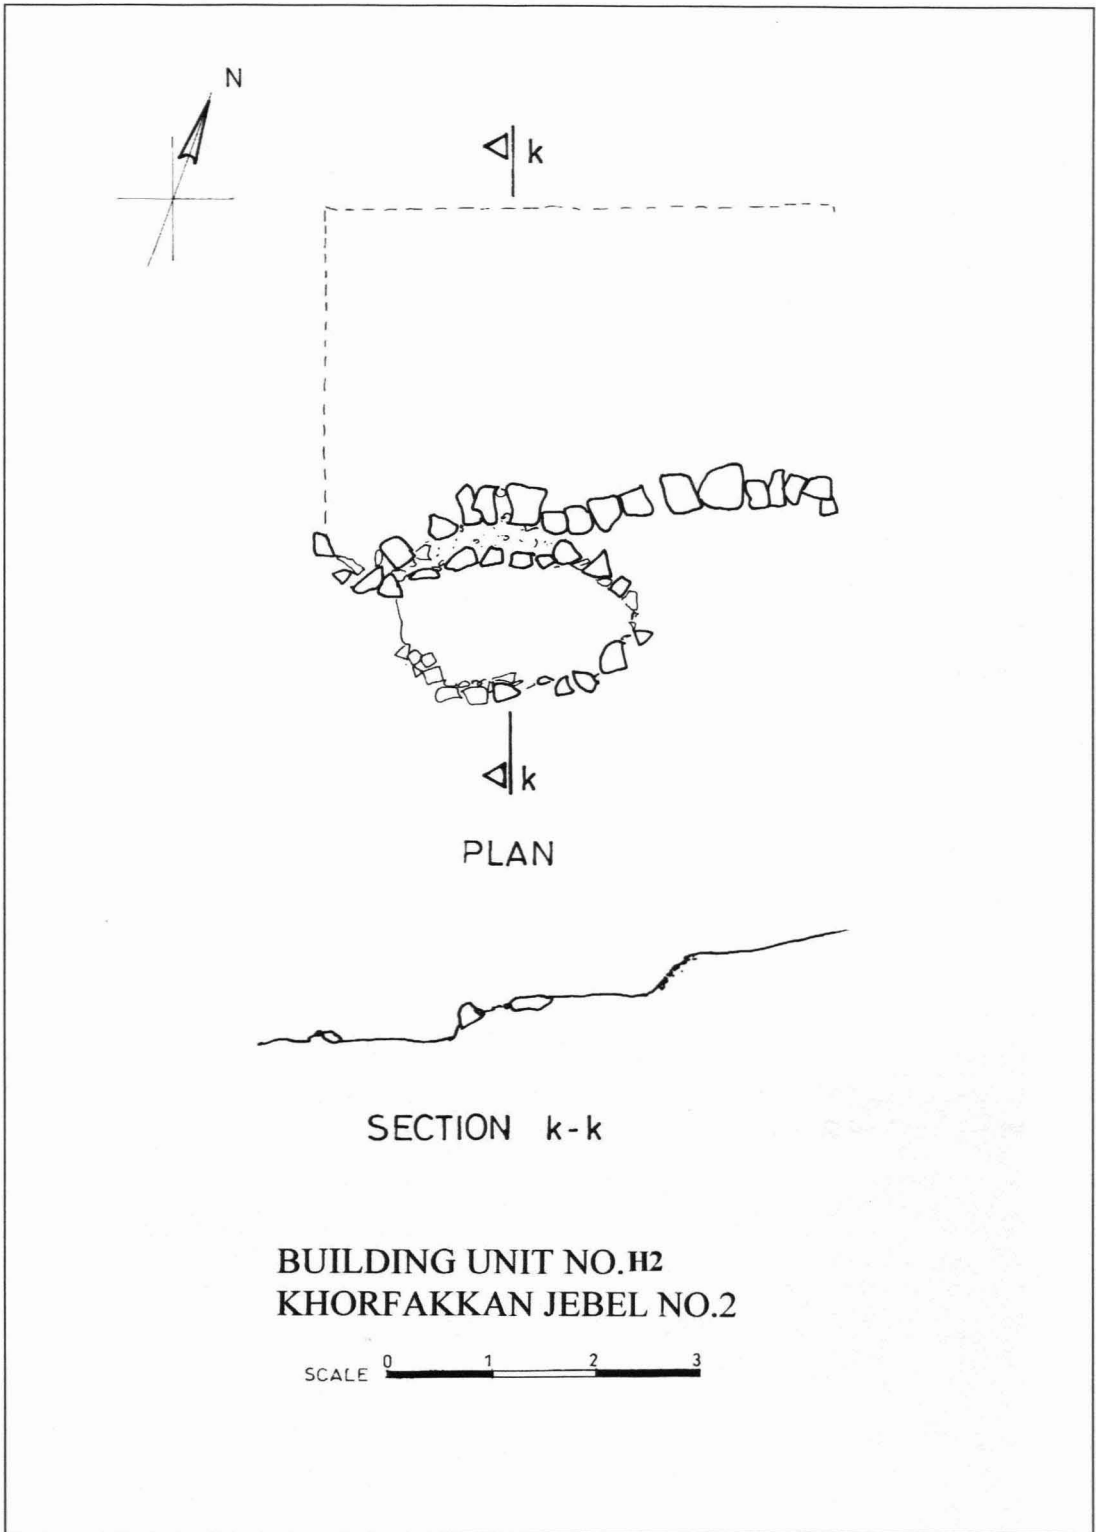 N
k
k
PLAN
SECTION k-k
BUILDING UNIT NO.H2
KHORFAKKAN JEBEL NO.2
SCALE 0 1 2 3